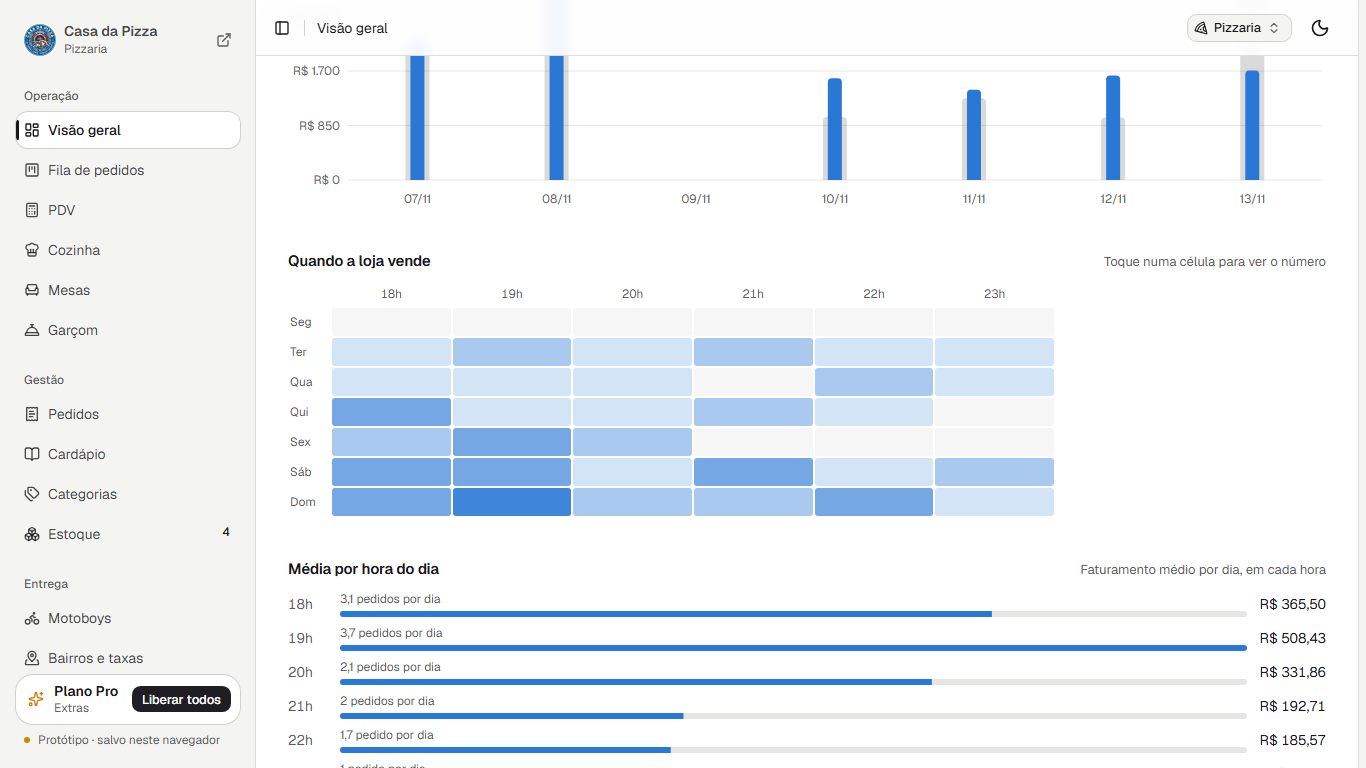 Casa da Pizza
Pizzaria
Visão geral
Pizzaria
Operação
Visão geral
Fila de pedidos
PDV
Cozinha
Mesas
Garçom
Gestão
Pedidos
Cardápio
Categorias
Estoque 4
Entrega
Motoboys
Bairros e taxas
Plano Pro
Extras
Liberar todos
Protótipo · salvo neste navegador
R$ 1.700
R$ 850
R$ 0
07/11 08/11 09/11 10/11 11/11 12/11 13/11
Quando a loja vende
Toque numa célula para ver o número
18h 19h 20h 21h 22h 23h
Seg
Ter
Qua
Qui
Sex
Sáb
Dom
Média por hora do dia
Faturamento médio por dia, em cada hora
18h 3,1 pedidos por dia R$ 365,50
19h 3,7 pedidos por dia R$ 508,43
20h 2,1 pedidos por dia R$ 331,86
21h 2 pedidos por dia R$ 192,71
22h 1,7 pedido por dia R$ 185,57
1 pedido por dia